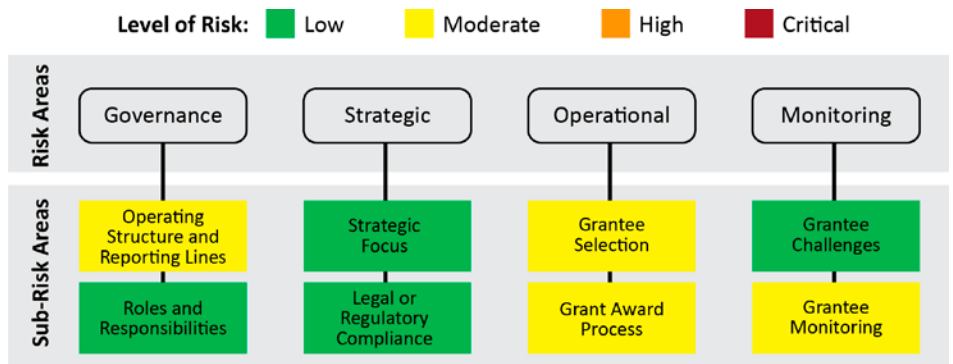 Level of Risk: Low Moderate High Critical
Risk Areas
Governance
Strategic
Operational
Monitoring
Sub-Risk Areas
Operating
Structure and
Reporting Lines
Strategic
Focus
Grantee
Selection
Grantee
Challenges
Roles and
Responsibilities
Legal or
Regulatory
Compliance
Grant Award
Process
Grantee
Monitoring